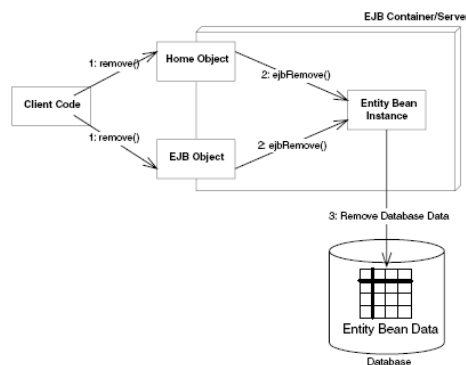 EJB Container/Server
1: remove()
Home Object
2: ejbRemove()
Client Code
Entity Bean
Instance
1: remove()
EJB Object
2: ejbRemove()
3: Remove Database Data
Entity Bean Data
Database